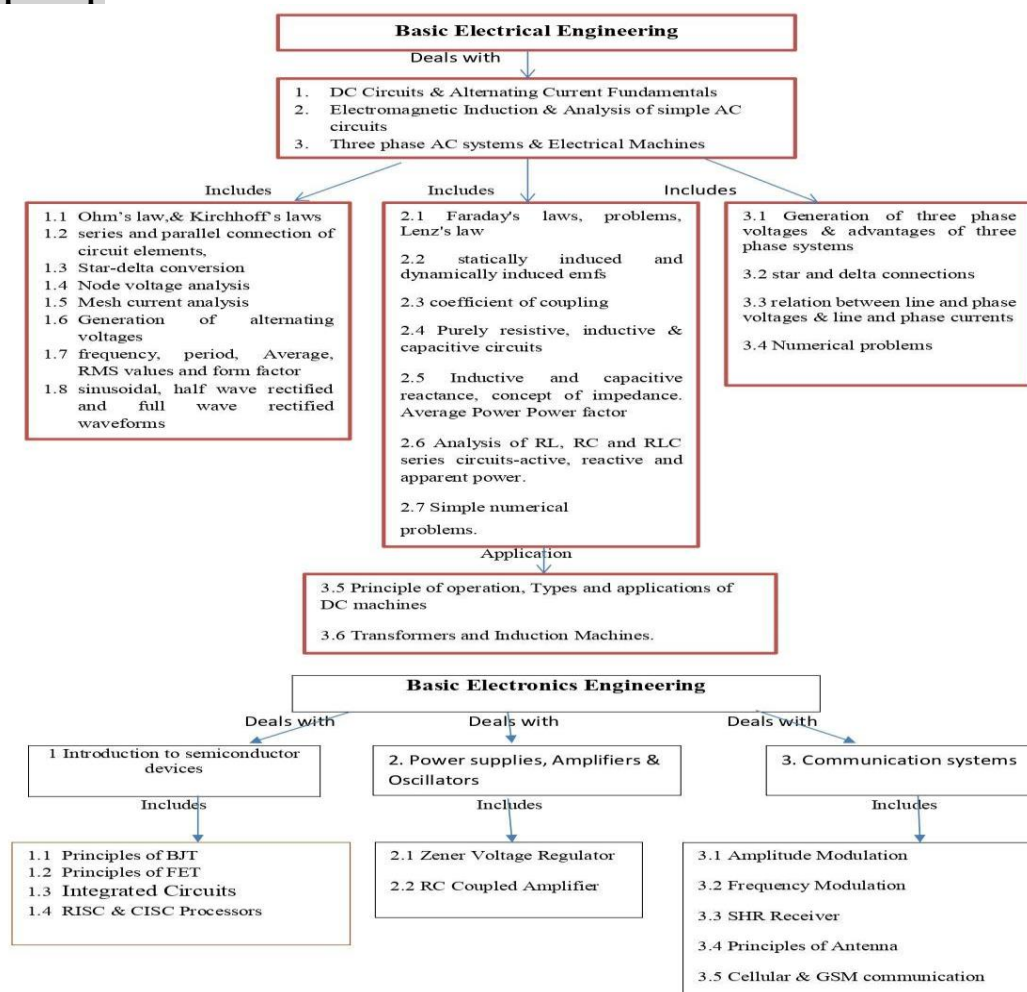 Basic Electrical Engineering
Deals with
1. DC Circuits & Alternating Current Fundamentals
2. Electromagnetic Induction & Analysis of simple AC
circuits
3. Three phase AC systems & Electrical Machines
Includes
Includes
Includes
1.1 Ohm's law,& Kirchhoff's laws
1.2 series and parallel connection of
circuit elements,
1.3 Star-delta conversion
1.4 Node voltage analysis
1.5 Mesh current analysis
1.6 Generation of alternating
voltages
1.7 frequency, period, Average,
RMS values and form factor
1.8 sinusoidal, half wave rectified
and full wave rectified
waveforms
2.1 Faraday's laws, problems,
Lenz's law
2.2 statically induced and
dynamically induced emfs
2.3 coefficient of coupling
2.4 Purely resistive, inductive &
capacitive circuits
2.5 Inductive and capacitive
reactance, concept of impedance.
Average Power Power factor
2.6 Analysis of RL, RC and RLC
series circuits-active, reactive and
apparent power.
2.7 Simple numerical
problems.
3.1 Generation of three phase
voltages & advantages of three
phase systems
3.2 star and delta connections
3.3 relation between line and phase
voltages & line and phase currents
3.4 Numerical problems
Application
3.5 Principle of operation, Types and applications of
DC machines
3.6 Transformers and Induction Machines.
Basic Electronics Engineering
Deals with
Deals with
Deals with
1 Introduction to semiconductor
devices
2. Power supplies, Amplifiers &
Oscillators
3. Communication systems
Includes
Includes
Includes
1.1 Principles of BJT
1.2 Principles of FET
1.3 Integrated Circuits
1.4 RISC & CISC Processors
2.1 Zener Voltage Regulator
2.2 RC Coupled Amplifier
3.1 Amplitude Modulation
3.2 Frequency Modulation
3.3 SHR Receiver
3.4 Principles of Antenna
3.5 Cellular & GSM communication